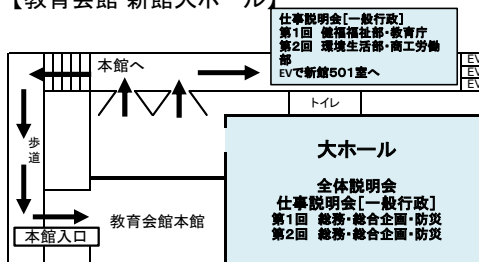 【教育会館 新館大ホール】
仕事説明会[一般行政]
第1回 健福福祉部・教育庁
第2回 環境生活部・商工労働
部
EVで新館501室へ
本館へ
EV
EV
EV
トイレ
歩道
大ホール
全体説明会
仕事説明会[一般行政]
第1回 総務・総合企画・防災
第2回 総務・総合企画・防災
教育会館本館
本館入口